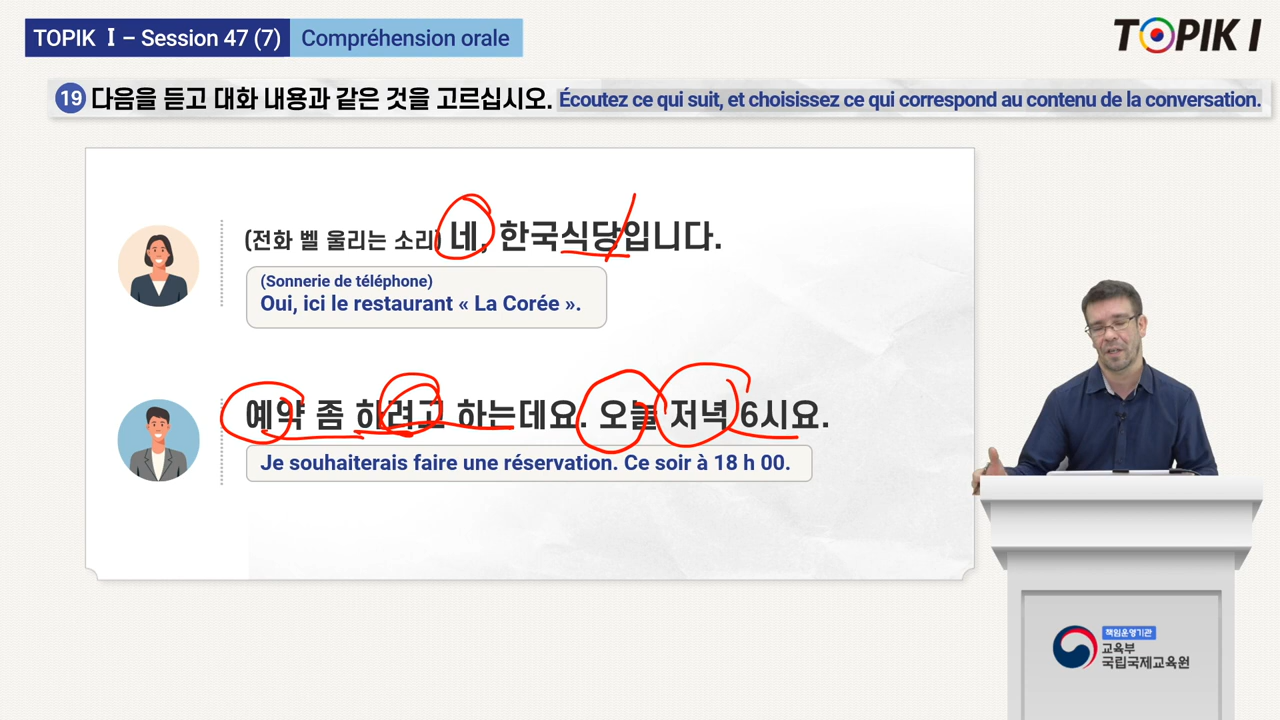 TOPIK I – Session 47 (7) Compréhension orale
TOPIK I
19 다음을 듣고 대화 내용과 같은 것을 고르십시오. Écoutez ce qui suit, et choisissez ce qui correspond au contenu de la conversation.
(전화 벨 울리는 소리) 네, 한국식당입니다.
(Sonnerie de téléphone)
Oui, ici le restaurant « La Corée ».
예약 좀 하려고 하는데요. 오늘 저녁 6시요.
Je souhaiterais faire une réservation. Ce soir à 18 h 00.
책임운영기관
교육부
국립국제교육원